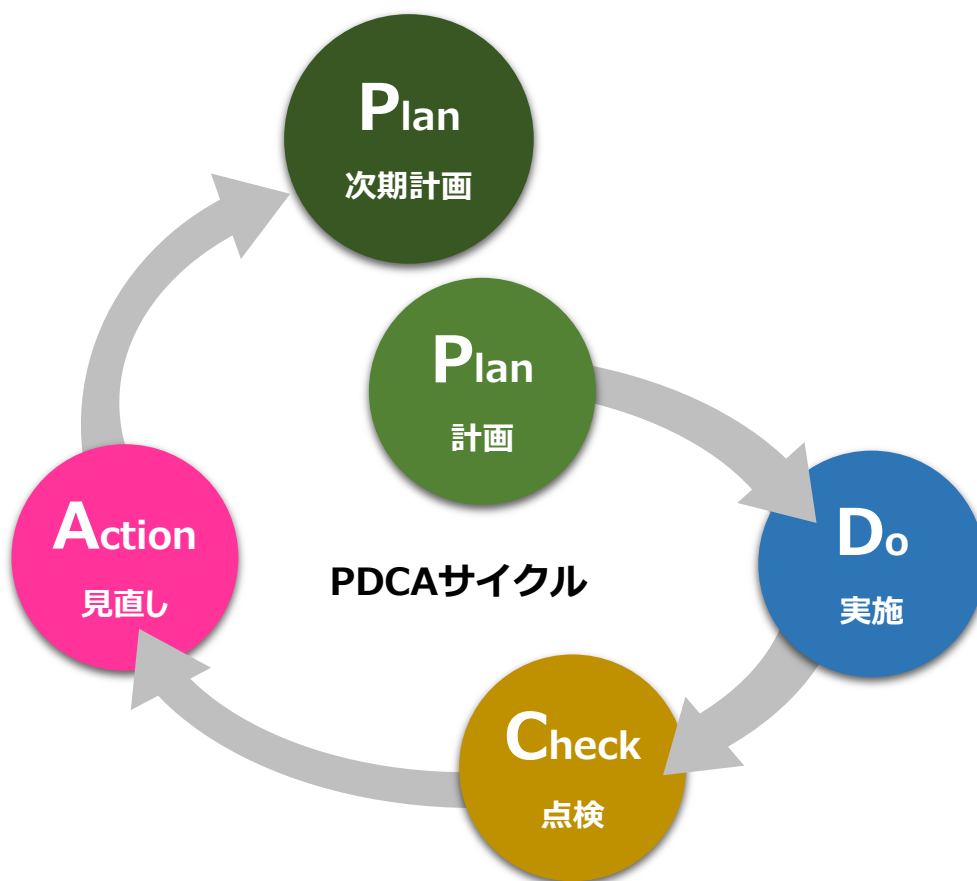 Plan
次期計画
Plan
計画
Do
実施
Check
点検
Action
見直し
PDCAサイクル